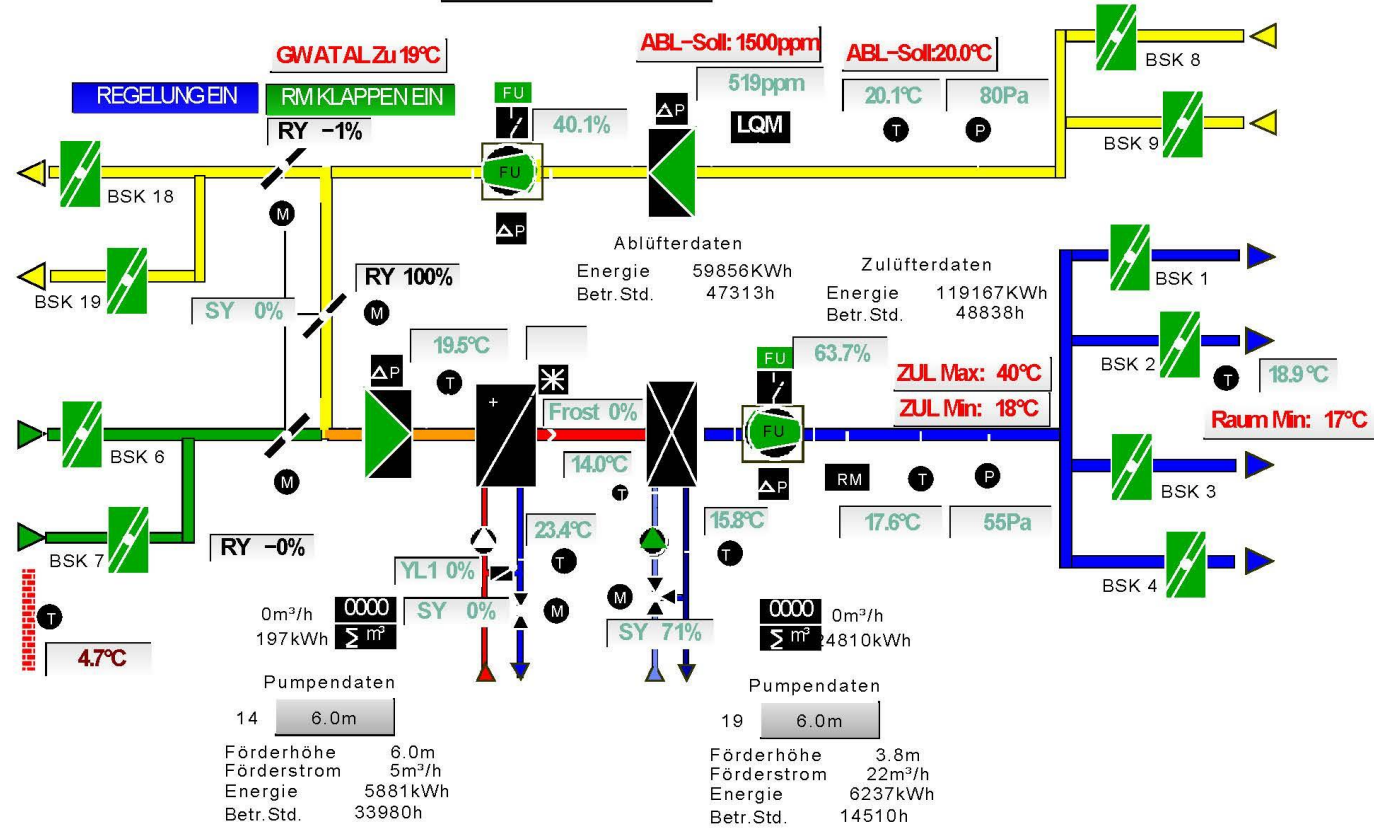 GWATAL Zu 19°C
ABL-Soll: 1500ppm
ABL-Soll:20.0°C
BSK 8
REGELUNG EIN
RM KLAPPEN EIN
FU
519ppm
20.1°C
80Pa
RY -1%
40.1%
ΔP
LQM
T
P
BSK 9
FU
BSK 18
M
ΔP
Ablüfterdaten
Energie 59856KWh
Betr.Std. 47313h
Zulüfterdaten
Energie 119167KWh
Betr.Std. 48838h
BSK 1
BSK 19
RY 100%
SY 0%
M
19.5°C
ΔP
T
FU
63.7%
ZUL Max: 40°C
ZUL Min: 18°C
BSK 2
T
18.9°C
Raum Min: 17°C
+
Frost 0%
FU
BSK 6
M
14.0°C
T
ΔP
RM
T
P
BSK 3
RY -0%
BSK 7
23.4°C
T
15.8°C
T
17.6°C
55Pa
BSK 4
YL1 0%
SY 0%
M
M
SY 71%
T
4.7°C
0m³/h
197kWh
0000
Σ m³
0000
Σ m³
0m³/h
24810kWh
Pumpendaten
14 6.0m
Förderhöhe 6.0m
Förderstrom 5m³/h
Energie 5881kWh
Betr.Std. 33980h
Pumpendaten
19 6.0m
Förderhöhe 3.8m
Förderstrom 22m³/h
Energie 6237kWh
Betr.Std. 14510h